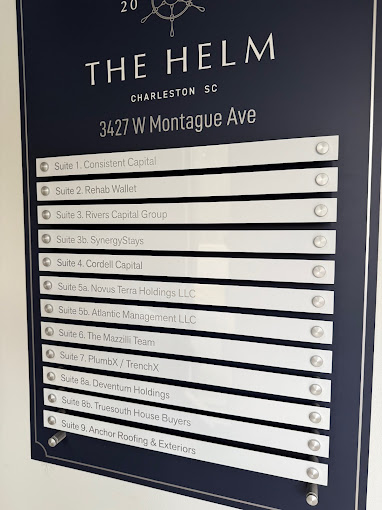 20
THE HELM
CHARLESTON SC
3427 W Montague Ave
Suite 1. Consistent Capital
Suite 2. Rehab Wallet
Suite 3. Rivers Capital Group
Suite 3b. SynergyStays
Suite 4. Cordell Capital
Suite 5a. Novus Terra Holdings LLC
Suite 5b. Atlantic Management LLC
Suite 6. The Mazzilli Team
Suite 7. PlumbX / TrenchX
Suite 8a. Deventum Holdings
Suite 8b. Truesouth House Buyers
Suite 9. Anchor Roofing & Exteriors